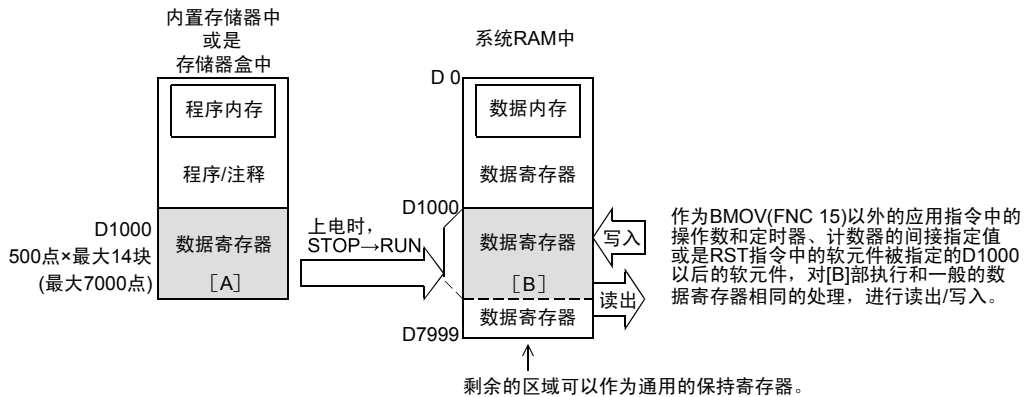 内置存储器中
或是
存储器盒中
程序内存
程序/注释
D1000
500点×最大14块
(最大7000点)
数据寄存器
［A］
上电时，
STOP→RUN
系统RAM中
D 0
数据内存
数据寄存器
D1000
数据寄存器
［B］
数据寄存器
D7999
写入
读出
作为BMOV(FNC 15)以外的应用指令中的
操作数和定时器、计数器的间接指定值
或是RST指令中的软元件被指定的D1000
以后的软元件，对[B]部执行和一般的数
据寄存器相同的处理，进行读出/写入。
剩余的区域可以作为通用的保持寄存器。